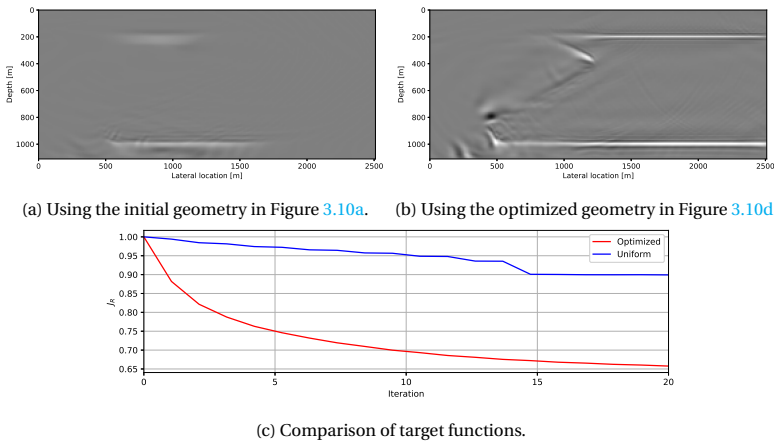 0
200
400
600
800
1000
Depth [m]
0 500 1000 1500 2000 2500
Lateral location [m]
0
200
400
600
800
1000
Depth [m]
0 500 1000 1500 2000 2500
Lateral location [m]
(a) Using the initial geometry in Figure 3.10a.
(b) Using the optimized geometry in Figure 3.10d
1.00
0.95
0.90
0.85
0.80
0.75
0.70
0.65
J_R
Optimized
Uniform
0 5 10 15 20
Iteration
(c) Comparison of target functions.